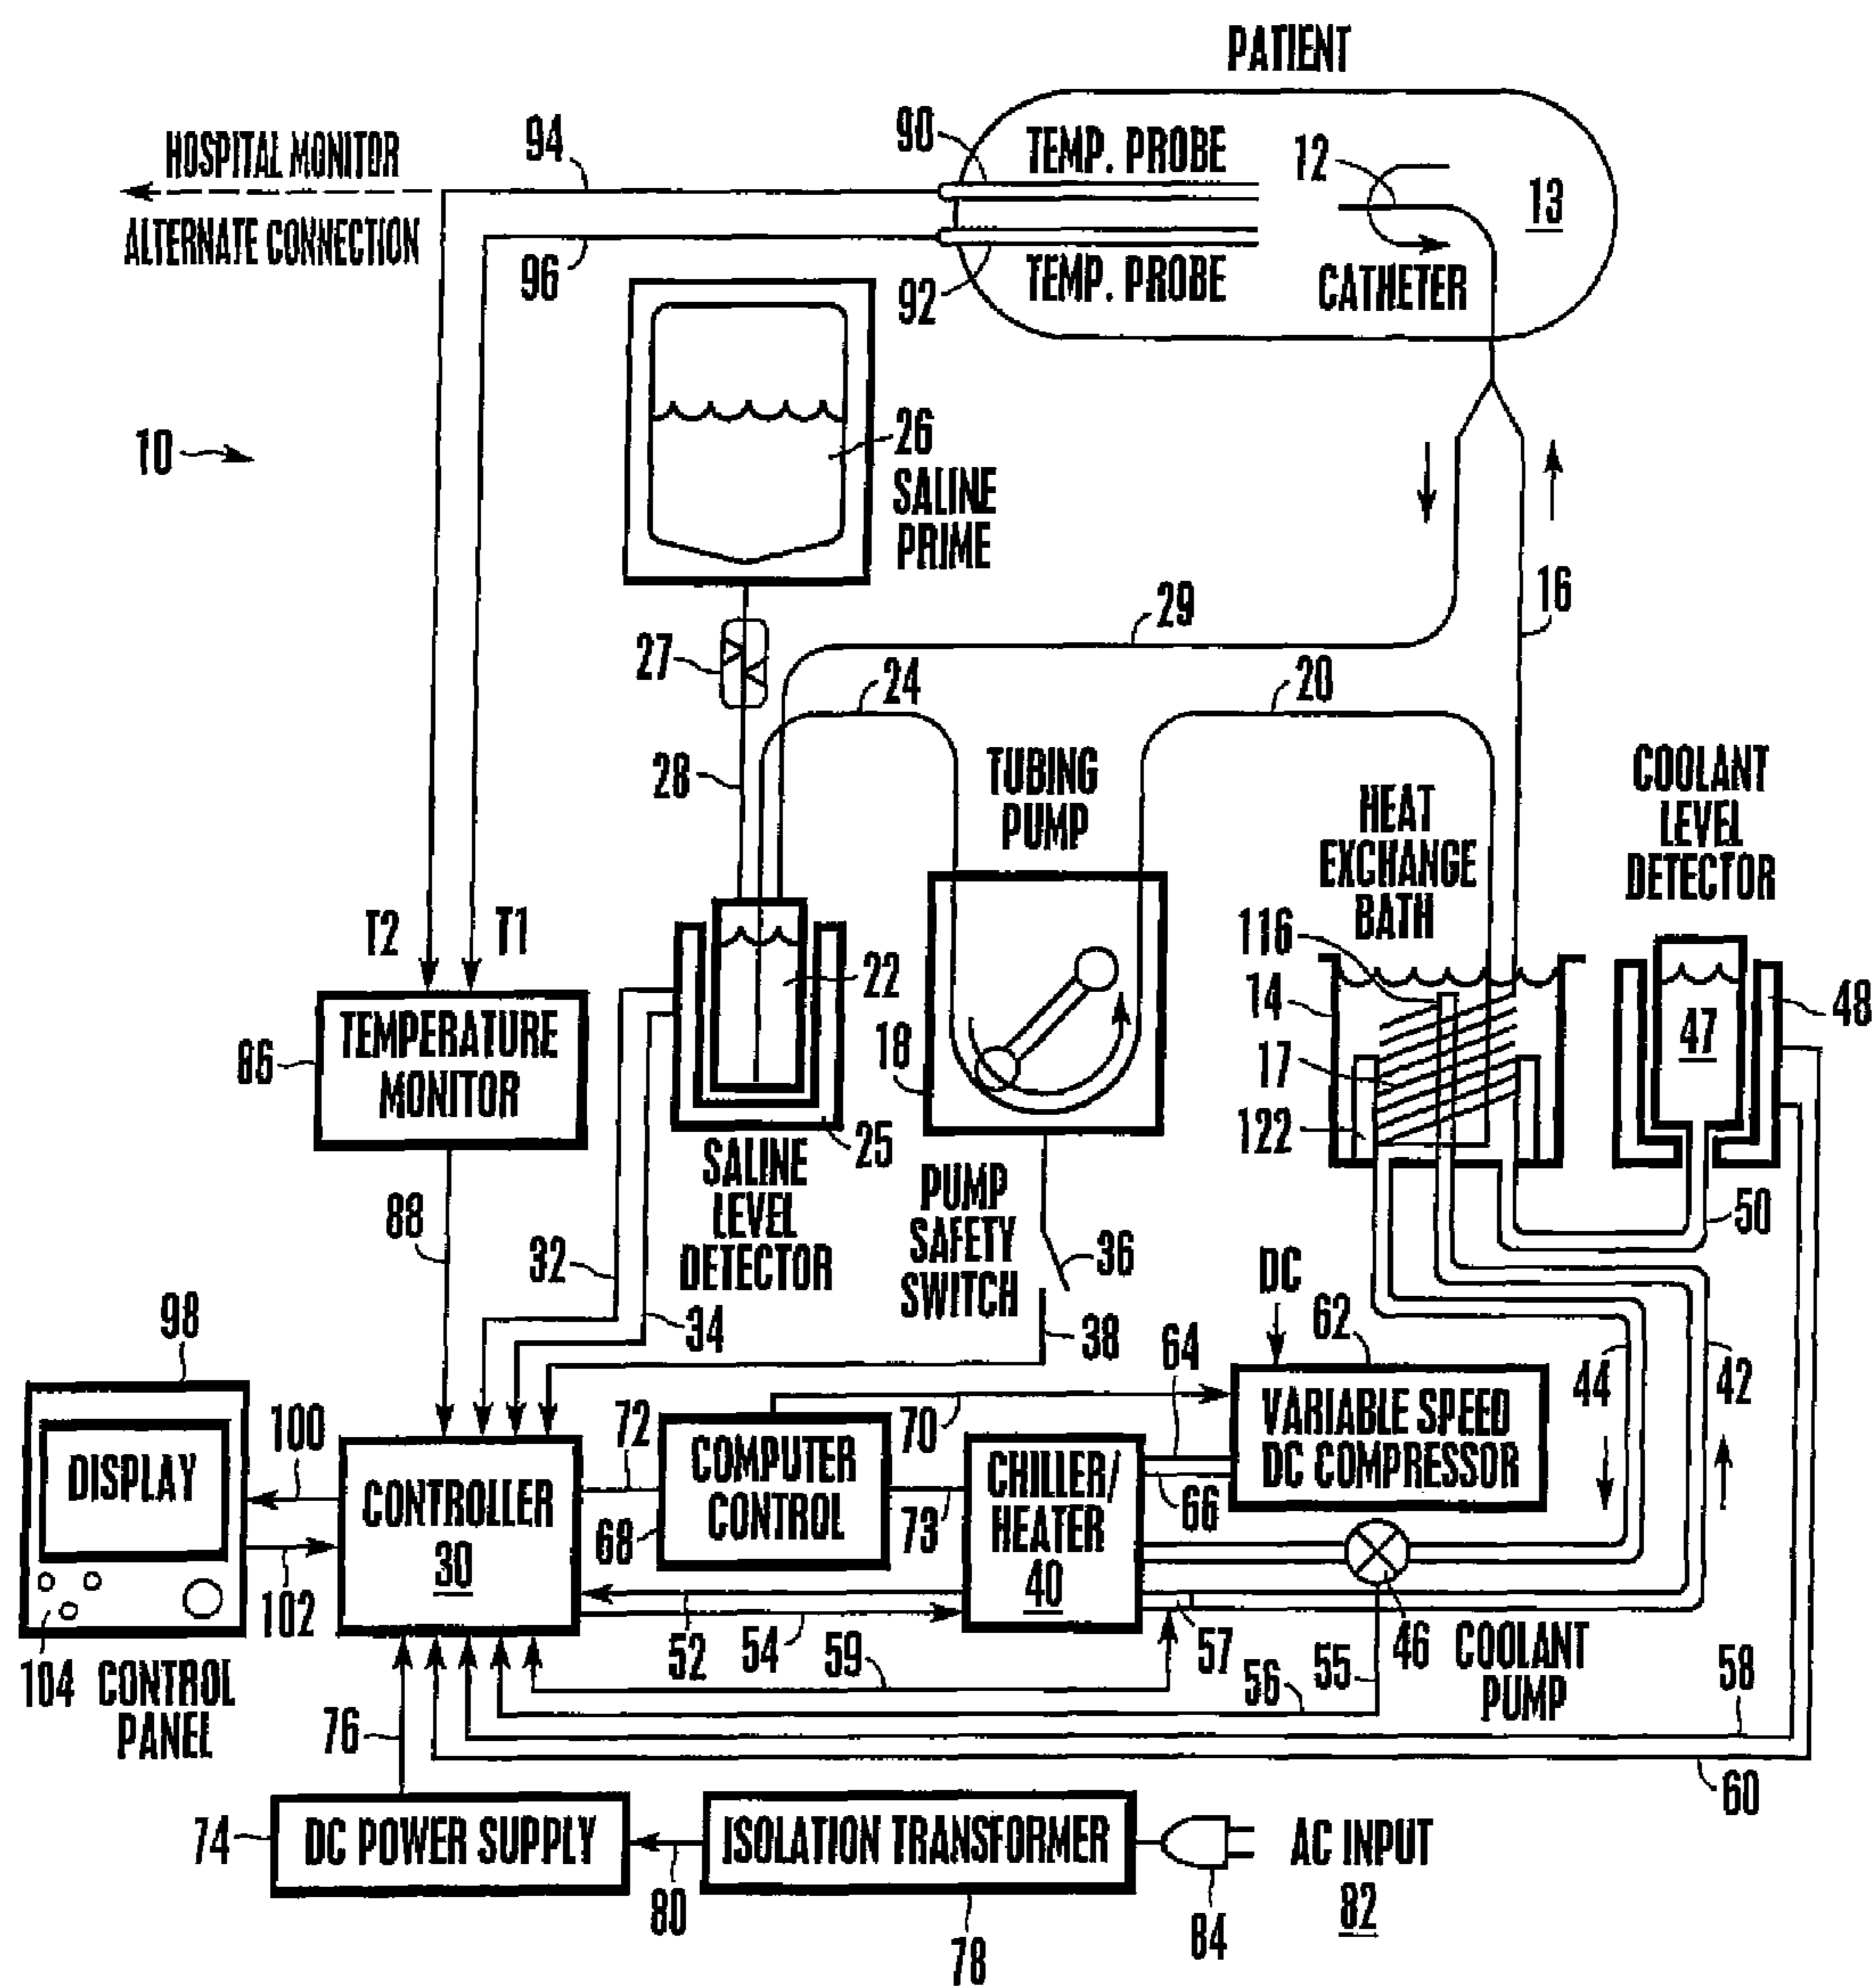 PATIENT
HOSPITAL MONITOR
ALTERNATE CONNECTION
94
96
90
TEMP. PROBE
92
TEMP. PROBE
12
CATHETER
13
10
26
SALINE
PRIME
27
28
24
29
20
16
TUBING
PUMP
HEAT
EXCHANGE
BATH
COOLANT
LEVEL
DETECTOR
T2
T1
22
18
116
14
17
122
47
48
86
TEMPERATURE
MONITOR
25
SALINE
LEVEL
DETECTOR
PUMP
SAFETY
SWITCH
36
38
50
88
32
34
DC
62
64
44
42
98
DISPLAY
100
102
104
CONTROL
PANEL
CONTROLLER
30
72
COMPUTER
CONTROL
68
70
73
CHILLER/
HEATER
40
66
VARIABLE SPEED
DC COMPRESSOR
52
54
59
57
56
55
46
COOLANT
PUMP
58
60
76
74
DC POWER SUPPLY
80
ISOLATION TRANSFORMER
78
84
AC INPUT
82